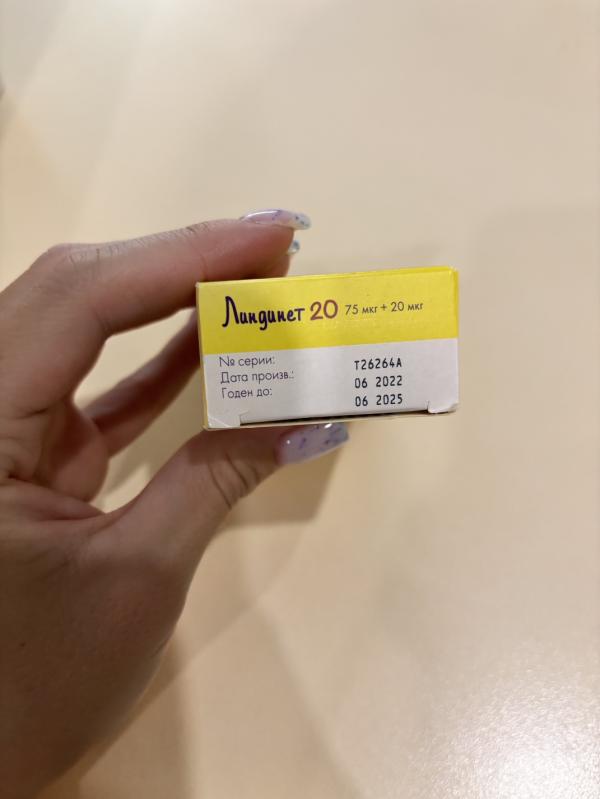 Линдинет 20 75 мкг + 20 мкг
№ серии: T26264A
Дата произв.: 06 2022
Годен до: 06 2025